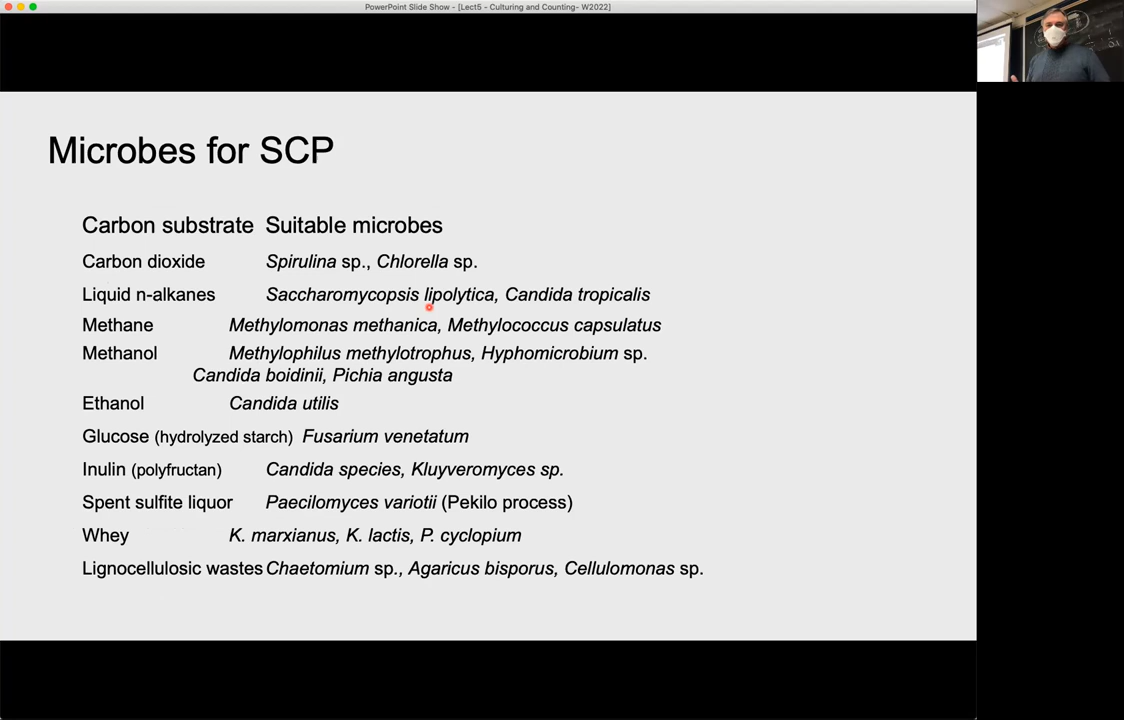 PowerPoint Slide Show - [Lect5 - Culturing and Counting- W2022]
Microbes for SCP
Carbon substrate Suitable microbes
Carbon dioxide Spirulina sp., Chlorella sp.
Liquid n-alkanes Saccharomycopsis lipolytica, Candida tropicalis
Methane Methylomonas methanica, Methylococcus capsulatus
Methanol Methylophilus methylotrophus, Hyphomicrobium sp.
Candida boidinii, Pichia angusta
Ethanol Candida utilis
Glucose (hydrolyzed starch) Fusarium venetatum
Inulin (polyfructan) Candida species, Kluyveromyces sp.
Spent sulfite liquor Paecilomyces variotii (Pekilo process)
Whey K. marxianus, K. lactis, P. cyclopium
Lignocellulosic wastes Chaetomium sp., Agaricus bisporus, Cellulomonas sp.